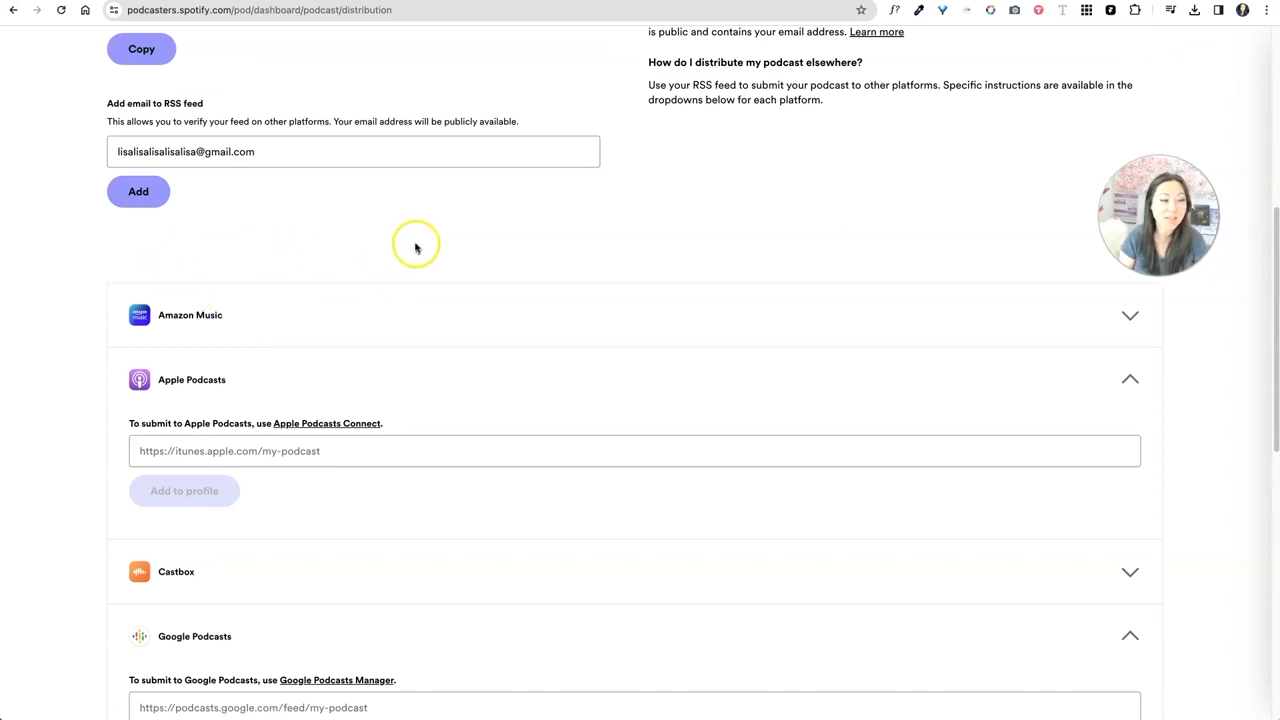 podcasters.spotify.com/pod/dashboard/podcast/distribution
Copy
is public and contains your email address. Learn more
How do I distribute my podcast elsewhere?
Use your RSS feed to submit your podcast to other platforms. Specific instructions are available in the
dropdowns below for each platform.
Add email to RSS feed
This allows you to verify your feed on other platforms. Your email address will be publicly available.
lisalisalisalisalisa@gmail.com
Add
Amazon Music
Apple Podcasts
To submit to Apple Podcasts, use Apple Podcasts Connect.
https://itunes.apple.com/my-podcast
Add to profile
Castbox
Google Podcasts
To submit to Google Podcasts, use Google Podcasts Manager.
https://podcasts.google.com/feed/my-podcast